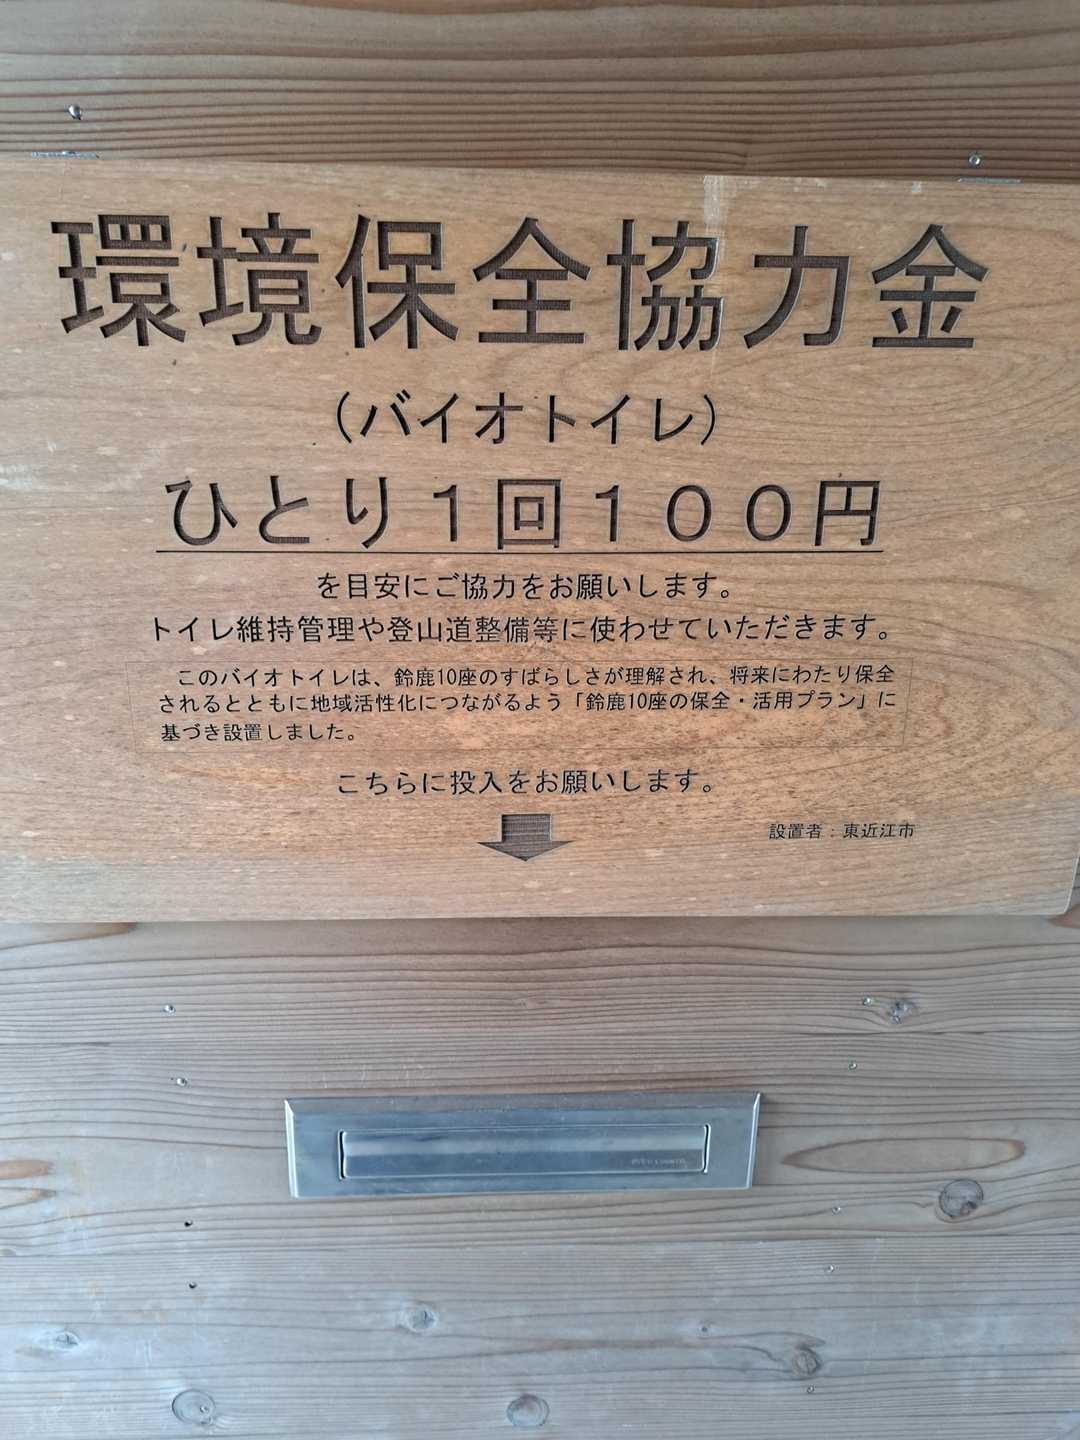 環境保全協力金
（バイオトイレ）
ひとり１回１００円
を目安にご協力をお願いします。
トイレ維持管理や登山道整備等に使わせていただきます。
このバイオトイレは、鈴鹿10座のすばらしさが理解され、将来にわたり保全
されるとともに地域活性化につながるよう「鈴鹿10座の保全・活用プラン」に
基づき設置しました。
こちらに投入をお願いします。
設置者：東近江市